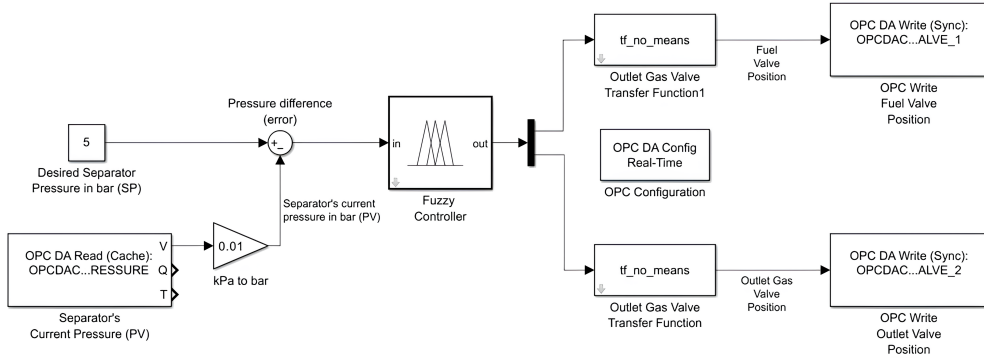 5
Desired Separator
Pressure in bar (SP)
Pressure difference
(error)
+
−
Separator's current
pressure in bar (PV)
OPC DA Read (Cache):
OPCDAC...RESSURE
V
Q
T
Separator's
Current Pressure (PV)
0.01
kPa to bar
in
out
Fuzzy
Controller
tf_no_means
Outlet Gas Valve
Transfer Function1
Fuel
Valve
Position
OPC DA Write (Sync):
OPCDAC...ALVE_1
OPC Write
Fuel Valve
Position
OPC DA Config
Real-Time
OPC Configuration
tf_no_means
Outlet Gas Valve
Transfer Function
Outlet Gas
Valve
Position
OPC DA Write (Sync):
OPCDAC...ALVE_2
OPC Write
Outlet Valve
Position